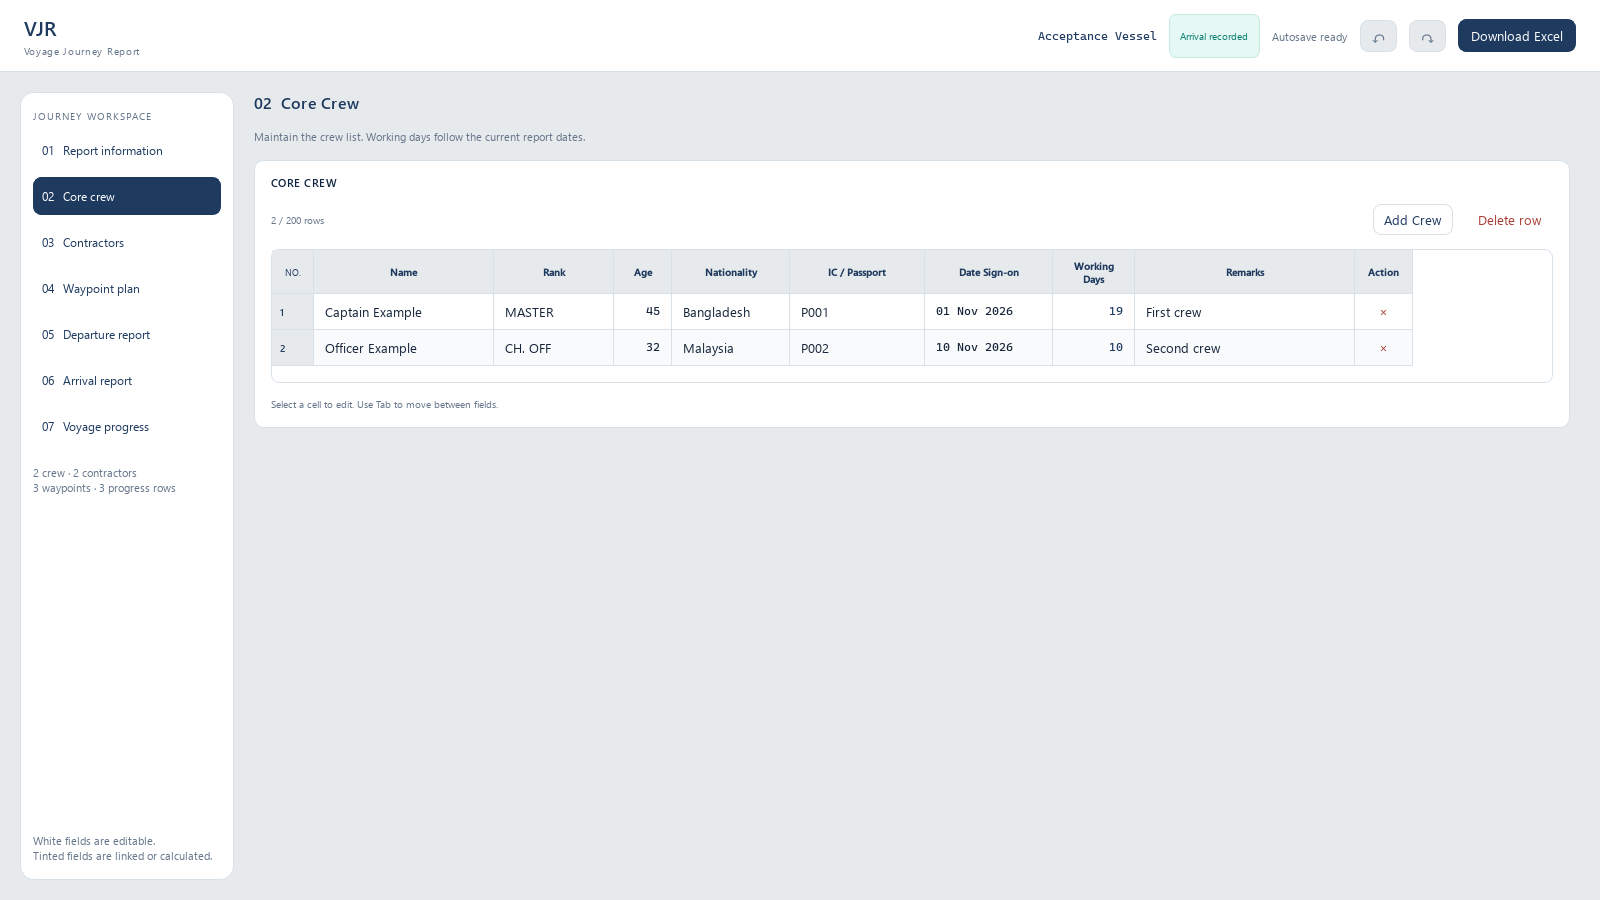 VJR
Voyage Journey Report
Acceptance Vessel
Arrival recorded
Autosave ready
Download Excel
JOURNEY WORKSPACE
01 Report information
02 Core crew
03 Contractors
04 Waypoint plan
05 Departure report
06 Arrival report
07 Voyage progress
2 crew · 2 contractors
3 waypoints · 3 progress rows
White fields are editable.
Tinted fields are linked or calculated.
02 Core Crew
Maintain the crew list. Working days follow the current report dates.
CORE CREW
2 / 200 rows
Add Crew
Delete row
NO. Name Rank Age Nationality IC / Passport Date Sign-on Working Days Remarks Action
1 Captain Example MASTER 45 Bangladesh P001 01 Nov 2026 19 First crew ×
2 Officer Example CH. OFF 32 Malaysia P002 10 Nov 2026 10 Second crew ×
Select a cell to edit. Use Tab to move between fields.